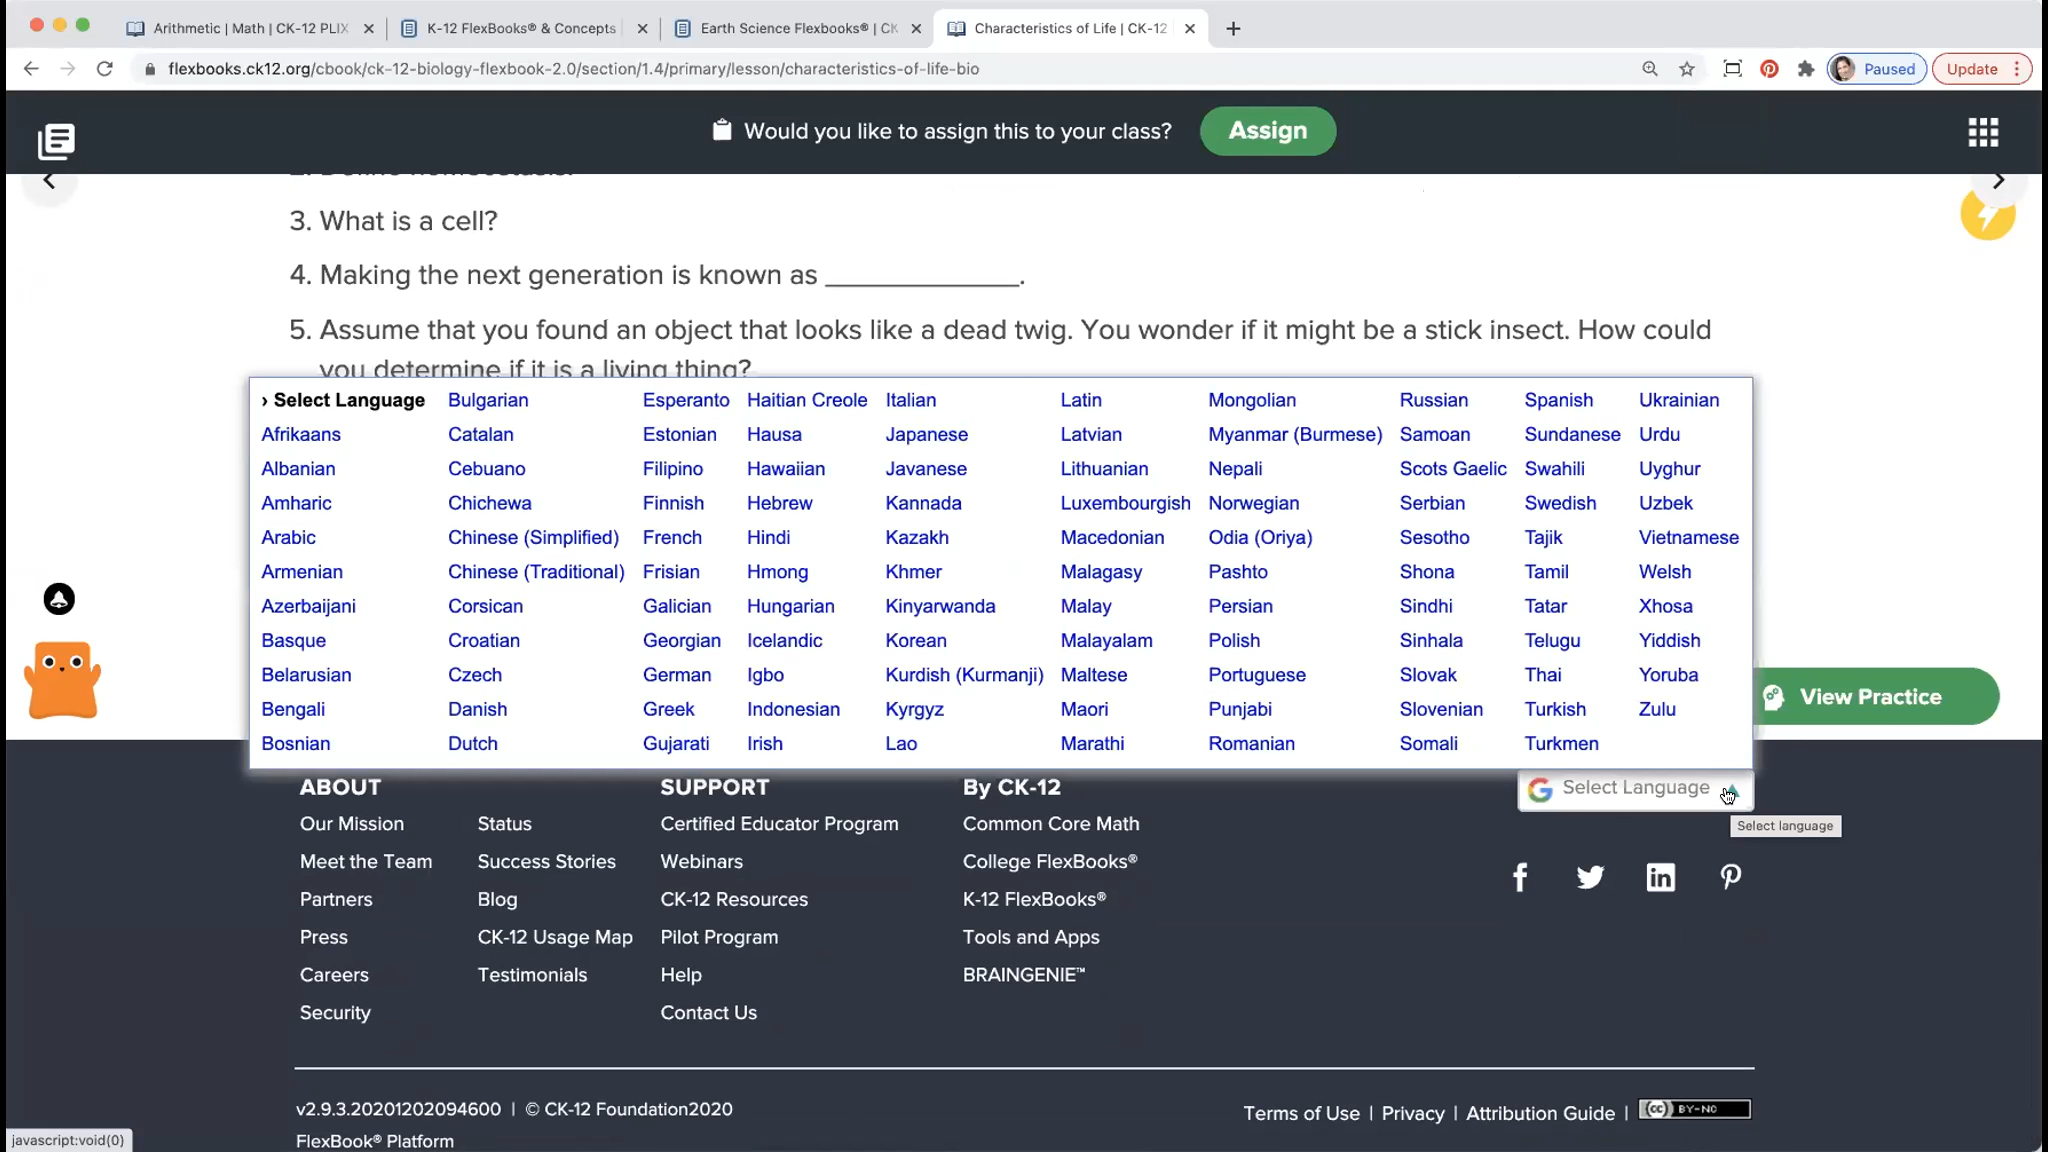 Arithmetic | Math | CK-12 PLIX
K-12 FlexBooks® & Concepts
Earth Science Flexbooks® | CK
Characteristics of Life | CK-12
flexbooks.ck12.org/cbook/ck-12-biology-flexbook-2.0/section/1.4/primary/lesson/characteristics-of-life-bio
Paused
Update
Would you like to assign this to your class?
Assign
2. Define homeostasis.
3. What is a cell?
4. Making the next generation is known as ______________.
5. Assume that you found an object that looks like a dead twig. You wonder if it might be a stick insect. How could
you determine if it is a living thing?
› Select Language Bulgarian Esperanto Haitian Creole Italian Latin Mongolian Russian Spanish Ukrainian
Afrikaans Catalan Estonian Hausa Japanese Latvian Myanmar (Burmese) Samoan Sundanese Urdu
Albanian Cebuano Filipino Hawaiian Javanese Lithuanian Nepali Scots Gaelic Swahili Uyghur
Amharic Chichewa Finnish Hebrew Kannada Luxembourgish Norwegian Serbian Swedish Uzbek
Arabic Chinese (Simplified) French Hindi Kazakh Macedonian Odia (Oriya) Sesotho Tajik Vietnamese
Armenian Chinese (Traditional) Frisian Hmong Khmer Malagasy Pashto Shona Tamil Welsh
Azerbaijani Corsican Galician Hungarian Kinyarwanda Malay Persian Sindhi Tatar Xhosa
Basque Croatian Georgian Icelandic Korean Malayalam Polish Sinhala Telugu Yiddish
Belarusian Czech German Igbo Kurdish (Kurmanji) Maltese Portuguese Slovak Thai Yoruba
Bengali Danish Greek Indonesian Kyrgyz Maori Punjabi Slovenian Turkish Zulu
Bosnian Dutch Gujarati Irish Lao Marathi Romanian Somali Turkmen
View Practice
ABOUT SUPPORT By CK-12
Select Language
Select language
Our Mission Status Certified Educator Program Common Core Math
Meet the Team Success Stories Webinars College FlexBooks®
Partners Blog CK-12 Resources K-12 FlexBooks®
Press CK-12 Usage Map Pilot Program Tools and Apps
Careers Testimonials Help BRAINGENIE™
Security Contact Us
v2.9.3.20201202094600 | © CK-12 Foundation2020
FlexBook® Platform
Terms of Use | Privacy | Attribution Guide |
cc BY-NC
javascript:void(0)